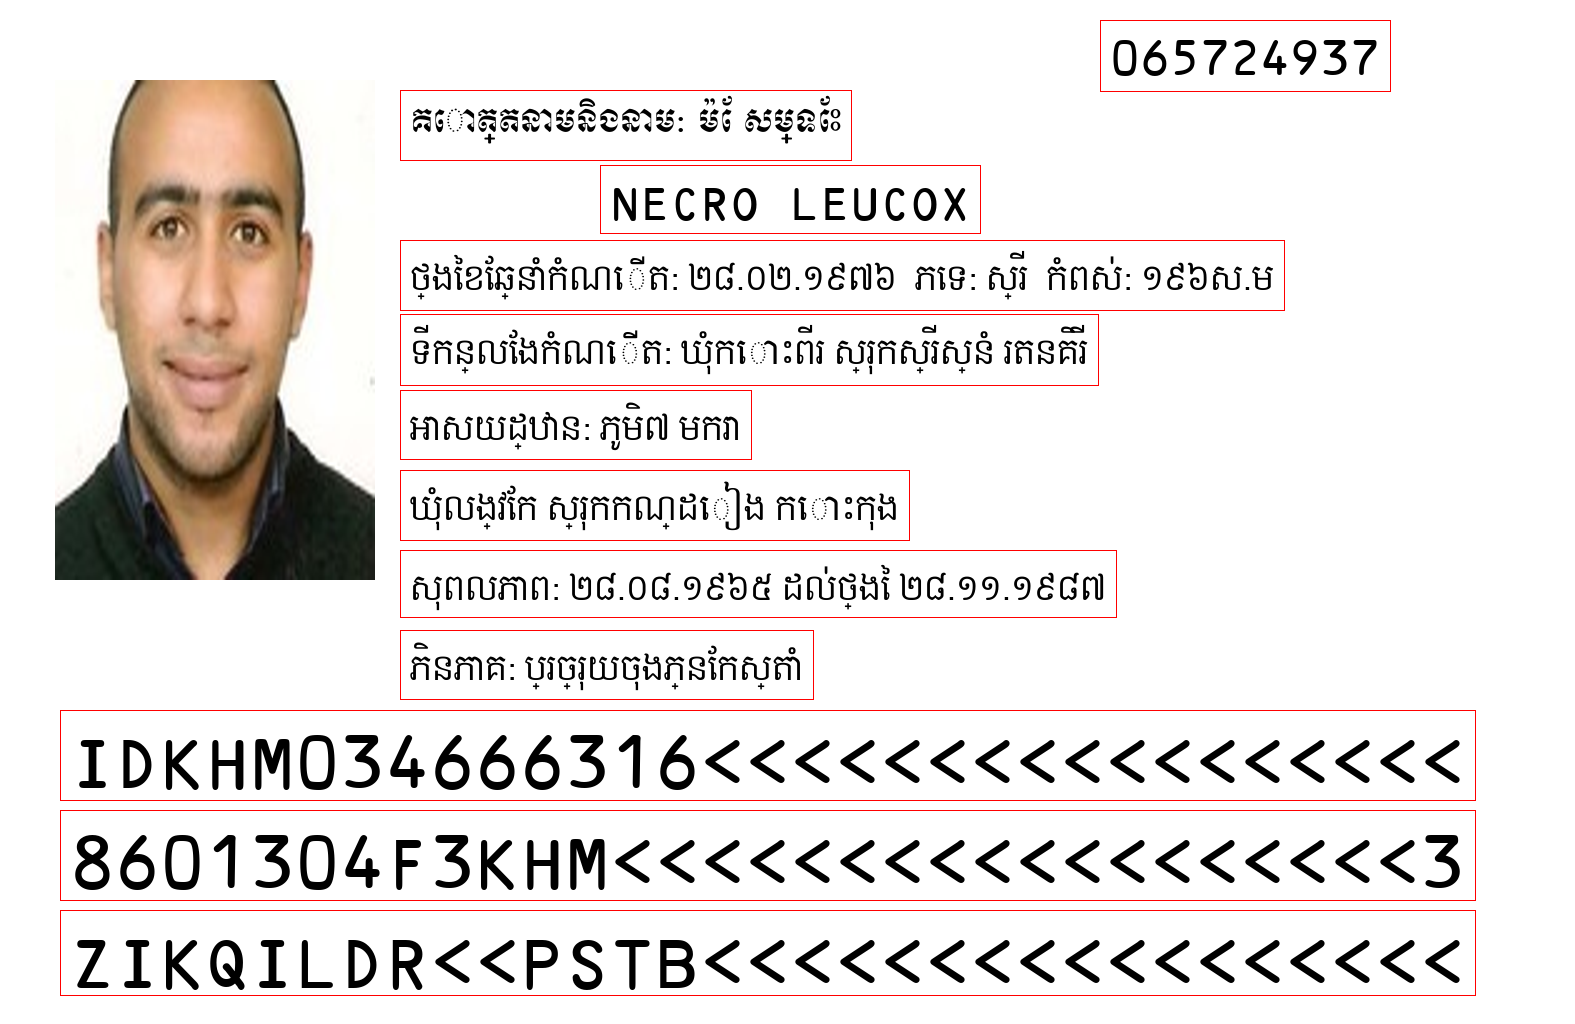 065724937
គោត្តនាមនិងនាម: ម៉ៃ សម្ទៃះ
NECRO LEUCOX
ថ្ងខៃឆ្នែាំកំណើត: ២៨.០២.១៩៧៦ ភទេ: ស្រី កំពស់: ១៩៦ស.ម
ទីកន្លងែកំណើត: ឃុំកោះពីរ ស្រុកស្រីស្នំ រតនគិរី
អាសយដ្ឋាន: ភូមិ៧ មករា
ឃុំលង្វកែ ស្រុកកណ្ដៀង កោះកុង
សុពលភាព: ២៨.០៨.១៩៦៥ ដល់ថ្ងៃ ២៨.១១.១៩៨៧
ភិនភាគ: ប្រច្រុយចុងភ្នកែស្តាំ
IDKHM034666316<<<<<<<<<<<<<<<<<
8601304F3KHM<<<<<<<<<<<<<<<<<<3
ZIKQILDR<<PSTB<<<<<<<<<<<<<<<<<